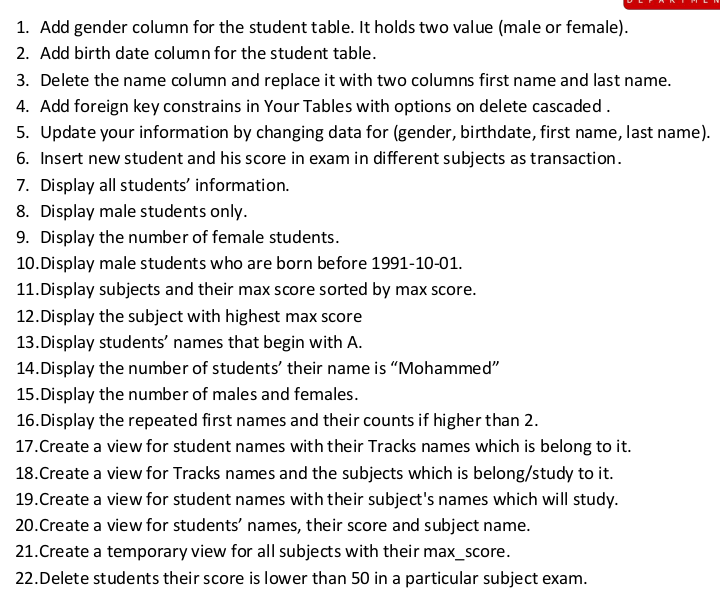 DEPARTMEN
1. Add gender column for the student table. It holds two value (male or female).
2. Add birth date column for the student table.
3. Delete the name column and replace it with two columns first name and last name.
4. Add foreign key constrains in Your Tables with options on delete cascaded .
5. Update your information by changing data for (gender, birthdate, first name, last name).
6. Insert new student and his score in exam in different subjects as transaction.
7. Display all students’ information.
8. Display male students only.
9. Display the number of female students.
10.Display male students who are born before 1991-10-01.
11.Display subjects and their max score sorted by max score.
12.Display the subject with highest max score
13.Display students’ names that begin with A.
14.Display the number of students’ their name is “Mohammed”
15.Display the number of males and females.
16.Display the repeated first names and their counts if higher than 2.
17.Create a view for student names with their Tracks names which is belong to it.
18.Create a view for Tracks names and the subjects which is belong/study to it.
19.Create a view for student names with their subject's names which will study.
20.Create a view for students’ names, their score and subject name.
21.Create a temporary view for all subjects with their max_score.
22.Delete students their score is lower than 50 in a particular subject exam.